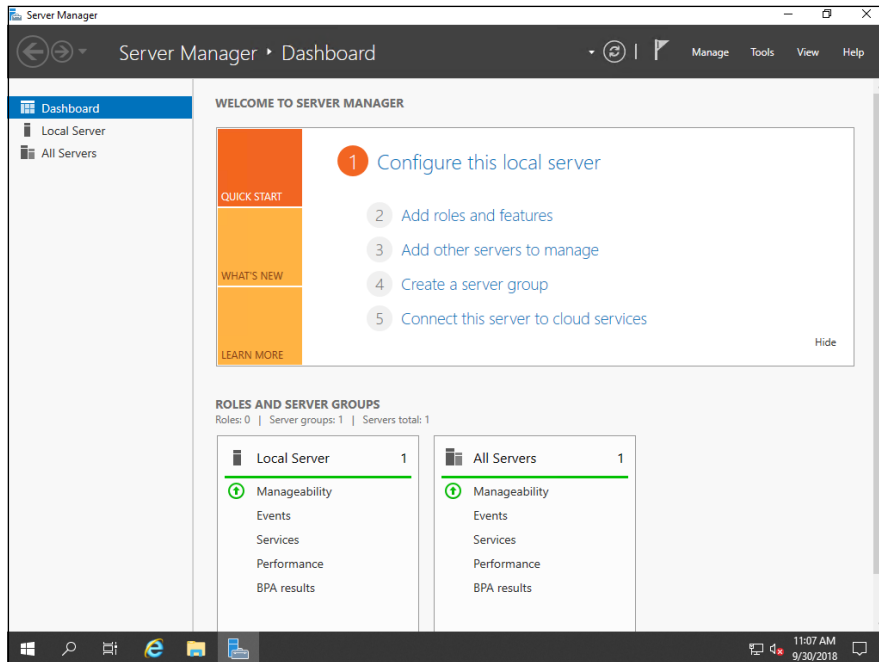 Server Manager
Server Manager ‣ Dashboard
Manage Tools View Help
Dashboard
Local Server
All Servers
WELCOME TO SERVER MANAGER
QUICK START
WHAT'S NEW
LEARN MORE
1 Configure this local server
2 Add roles and features
3 Add other servers to manage
4 Create a server group
5 Connect this server to cloud services
Hide
ROLES AND SERVER GROUPS
Roles: 0 | Server groups: 1 | Servers total: 1
Local Server 1
Manageability
Events
Services
Performance
BPA results
All Servers 1
Manageability
Events
Services
Performance
BPA results
11:07 AM
9/30/2018